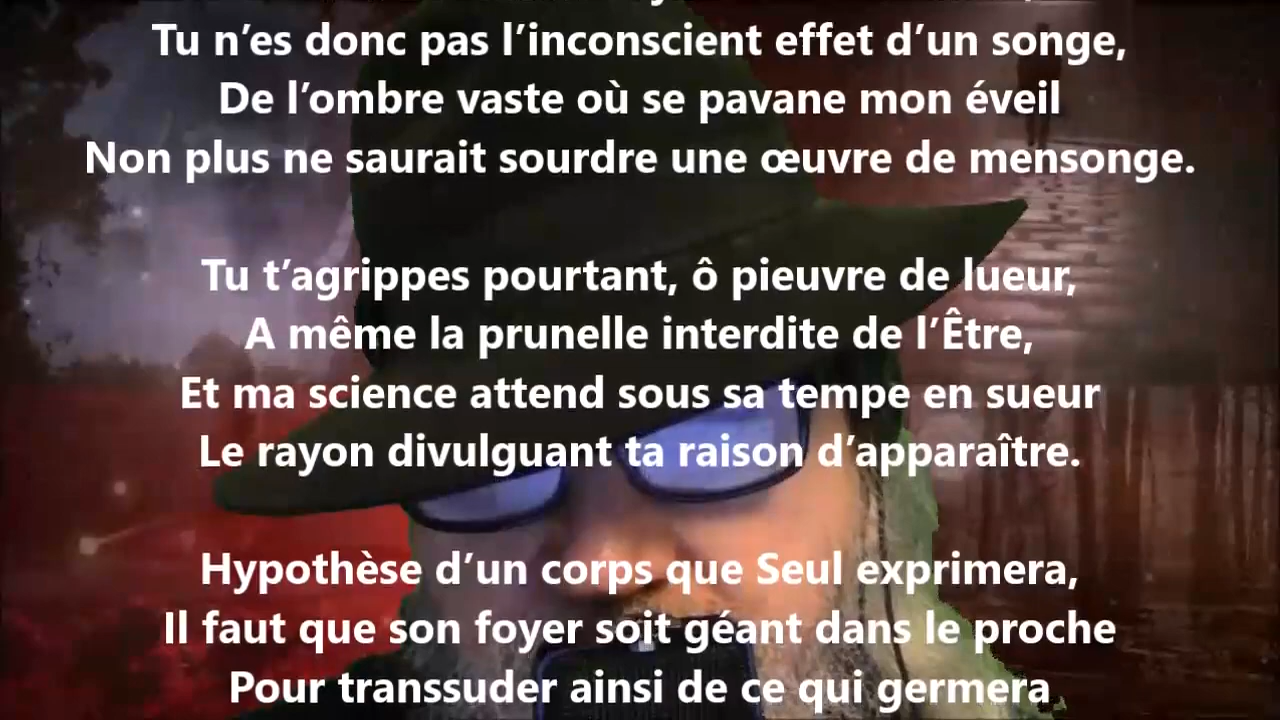 Tu n’es donc pas l’inconscient effet d’un songe,
De l’ombre vaste où se pavane mon éveil
Non plus ne saurait sourdre une œuvre de mensonge.
Tu t’agrippes pourtant, ô pieuvre de lueur,
A même la prunelle interdite de l’Être,
Et ma science attend sous sa tempe en sueur
Le rayon divulguant ta raison d’apparaître.
Hypothèse d’un corps que Seul exprimera,
Il faut que son foyer soit géant dans le proche
Pour transsuder ainsi de ce qui germera